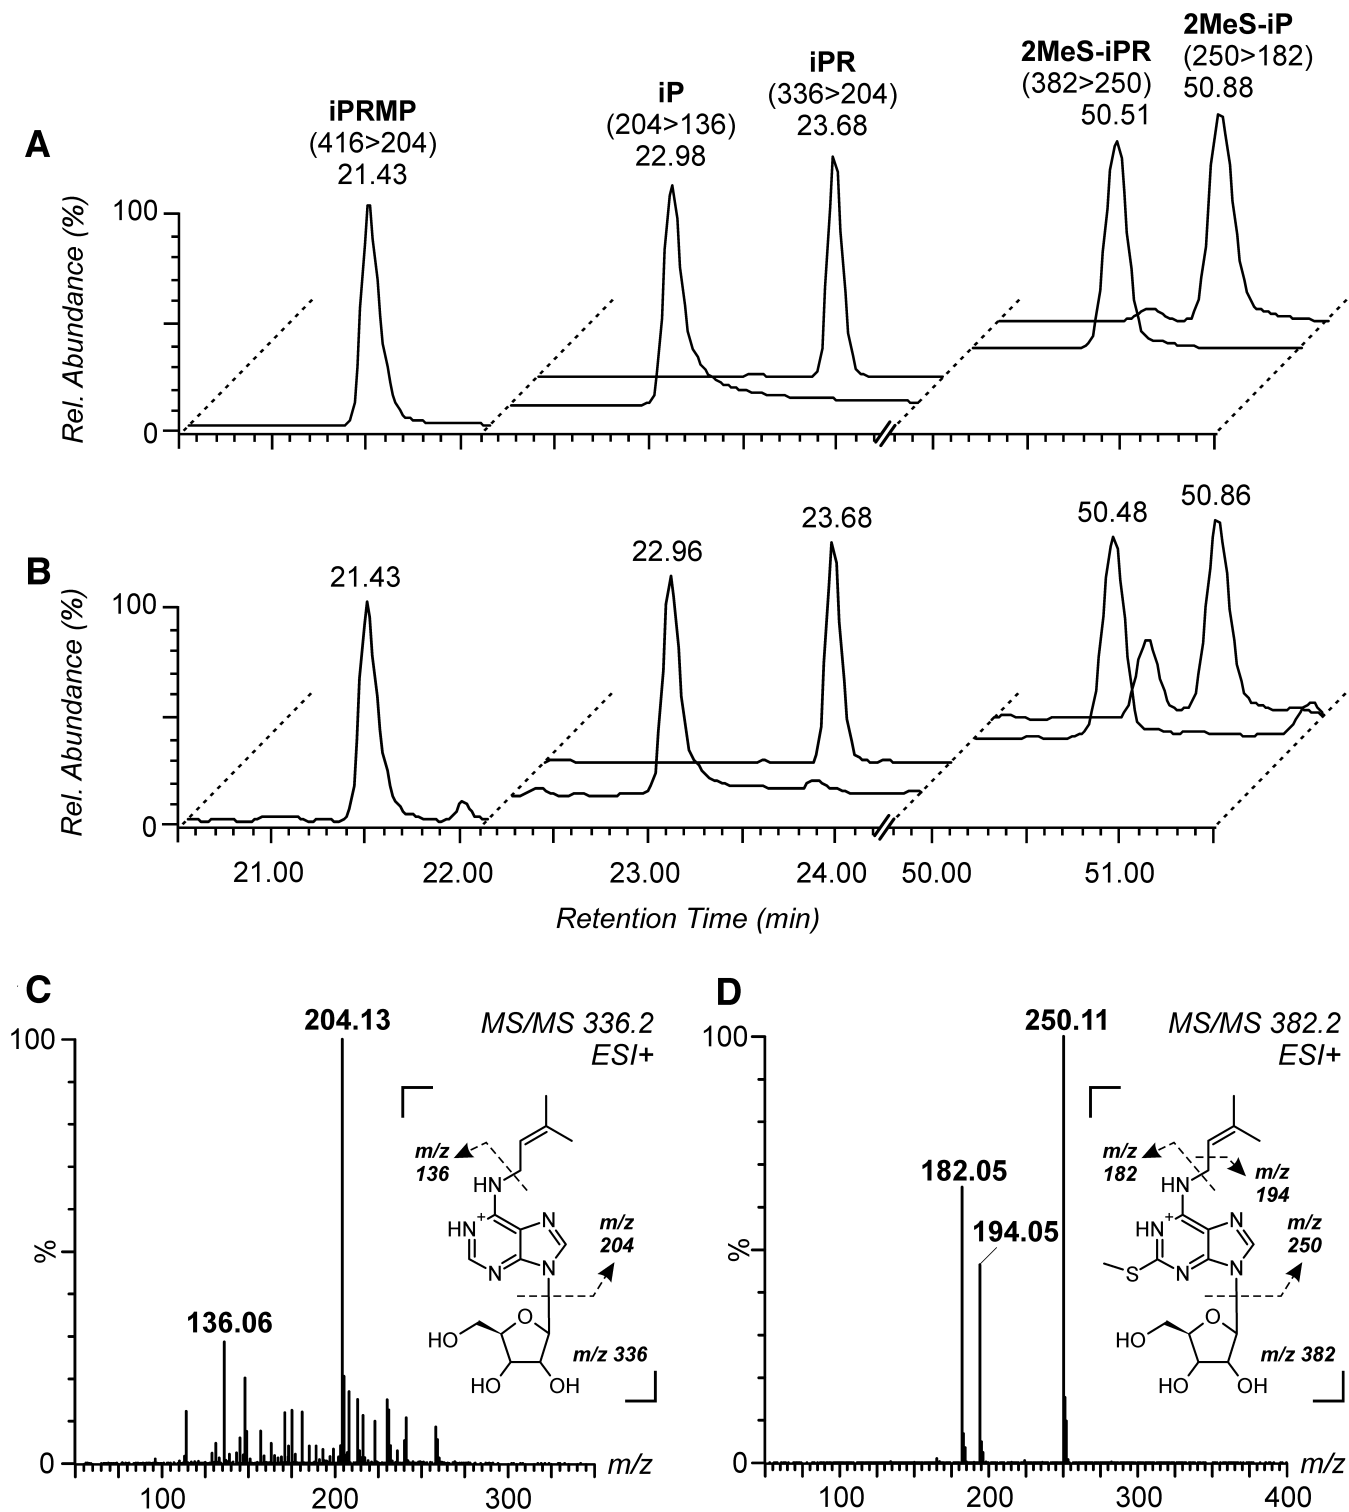 A
iPRMP
(416>204)
21.43
iP
(204>136)
22.98
iPR
(336>204)
23.68
2MeS-iPR
(382>250)
50.51
2MeS-iP
(250>182)
50.88
Rel. Abundance (%)
100
0
B
21.43
22.96
23.68
50.48
50.86
Rel. Abundance (%)
100
0
21.00 22.00 23.00 24.00 50.00 51.00
Retention Time (min)
C
MS/MS 336.2
ESI+
100
%
0
204.13
136.06
m/z
136
HN
HN
+
N
N
N
m/z
204
O
HO
HO
OH
m/z 336
100 200 300
m/z
D
MS/MS 382.2
ESI+
100
%
0
250.11
182.05
194.05
m/z
182
m/z
194
HN
HN
+
N
N
N
S
m/z
250
O
HO
HO
OH
m/z 382
100 200 300 400
m/z